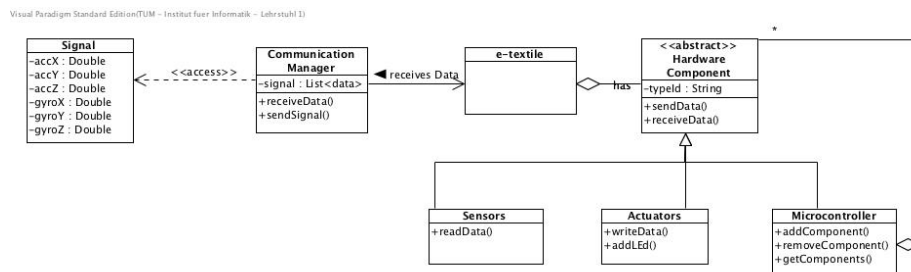 Visual Paradigm Standard Edition(TUM - Institut fuer Informatik - Lehrstuhl 1)
Signal
-accX : Double
-accY : Double
-accZ : Double
-gyroX : Double
-gyroY : Double
-gyroZ : Double
<<access>>
Communication
Manager
-signal : List<data>
+receiveData()
+sendSignal()
◀ receives Data
e-textile
has
*
<<abstract>>
Hardware
Component
-typeId : String
+sendData()
+receiveData()
Sensors
+readData()
Actuators
+writeData()
+addLEd()
Microcontroller
+addComponent()
+removeComponent()
+getComponents()